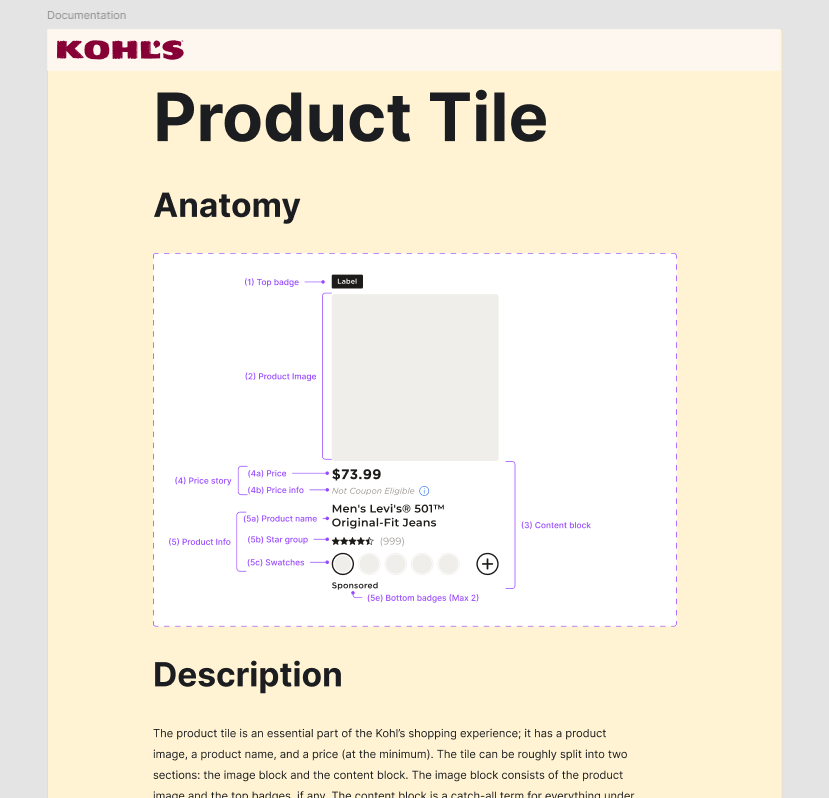 Documentation
KOHL'S
Product Tile
Anatomy
(1) Top badge
Label
(2) Product Image
(4) Price story
(4a) Price
$73.99
(4b) Price info
Not Coupon Eligible
(5) Product Info
(5a) Product name
Men's Levi's® 501™
Original-Fit Jeans
(3) Content block
(5b) Star group
(999)
(5c) Swatches
Sponsored
(5e) Bottom badges (Max 2)
Description
The product tile is an essential part of the Kohl's shopping experience; it has a product
image, a product name, and a price (at the minimum). The tile can be roughly split into two
sections: the image block and the content block. The image block consists of the product
image and the top badges, if any. The content block is a catch-all term for everything under